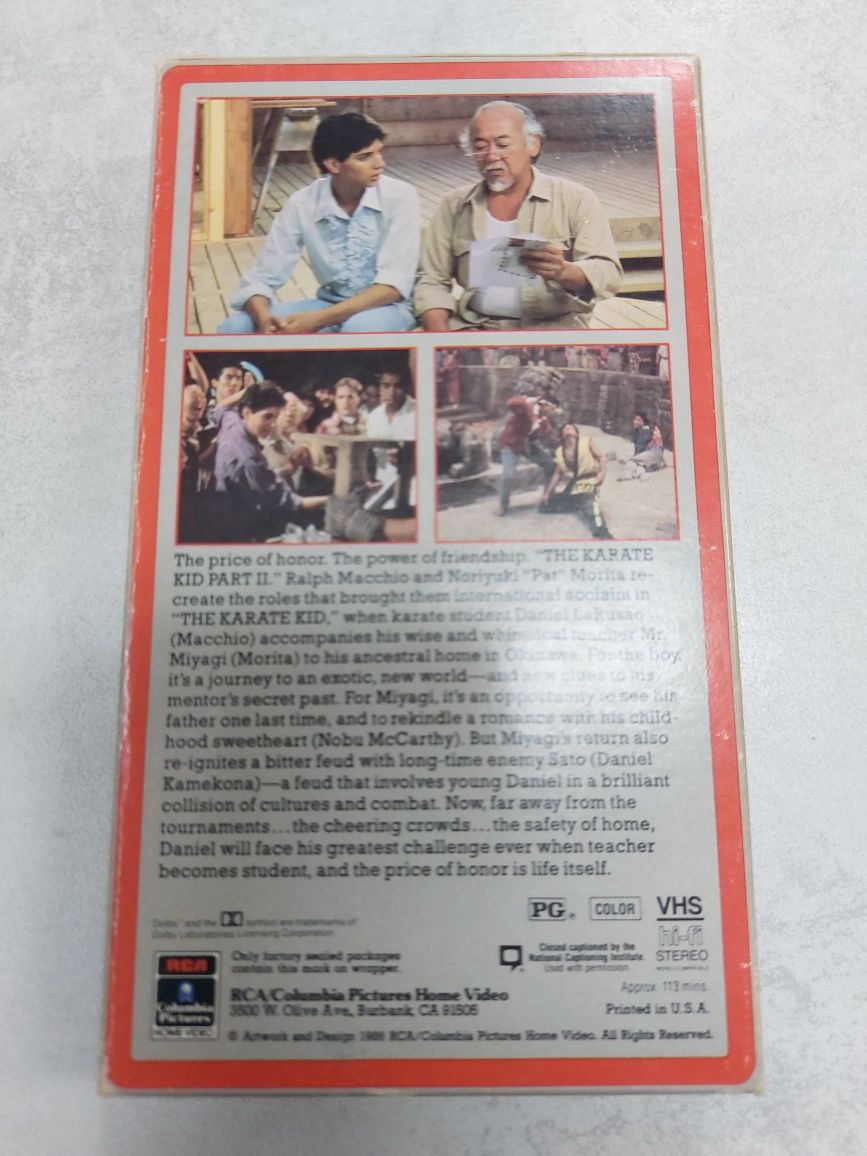 The price of honor. The power of friendship. "THE KARATE
KID PART II." Ralph Macchio and Noriyuki "Pat" Morita re-
create the roles that brought them international acclaim in
"THE KARATE KID," when karate student Daniel LaRusso
(Macchio) accompanies his wise and whimsical teacher Mr.
Miyagi (Morita) to his ancestral home in Okinawa. For the boy,
it's a journey to an exotic, new world—and new clues to his
mentor's secret past. For Miyagi, it's an opportunity to see his
father one last time, and to rekindle a romance with his child-
hood sweetheart (Nobu McCarthy). But Miyagi's return also
re-ignites a bitter feud with long-time enemy Sato (Daniel
Kamekona)—a feud that involves young Daniel in a brilliant
collision of cultures and combat. Now, far away from the
tournaments...the cheering crowds...the safety of home,
Daniel will face his greatest challenge ever when teacher
becomes student, and the price of honor is life itself.
PG COLOR VHS
hi-fi
STEREO
"Dolby" and the symbol are trademarks of
Dolby Laboratories Licensing Corporation
Closed captioned by the
National Captioning Institute.
Used with permission.
RCA
Columbia
Pictures
HOME VIDEO
Only factory sealed packages
contain this mark on wrapper.
Approx. 113 mins.
RCA/Columbia Pictures Home Video
3500 W. Olive Ave., Burbank, CA 91505
Printed in U.S.A.
© Artwork and Design 1986 RCA/Columbia Pictures Home Video. All Rights Reserved.